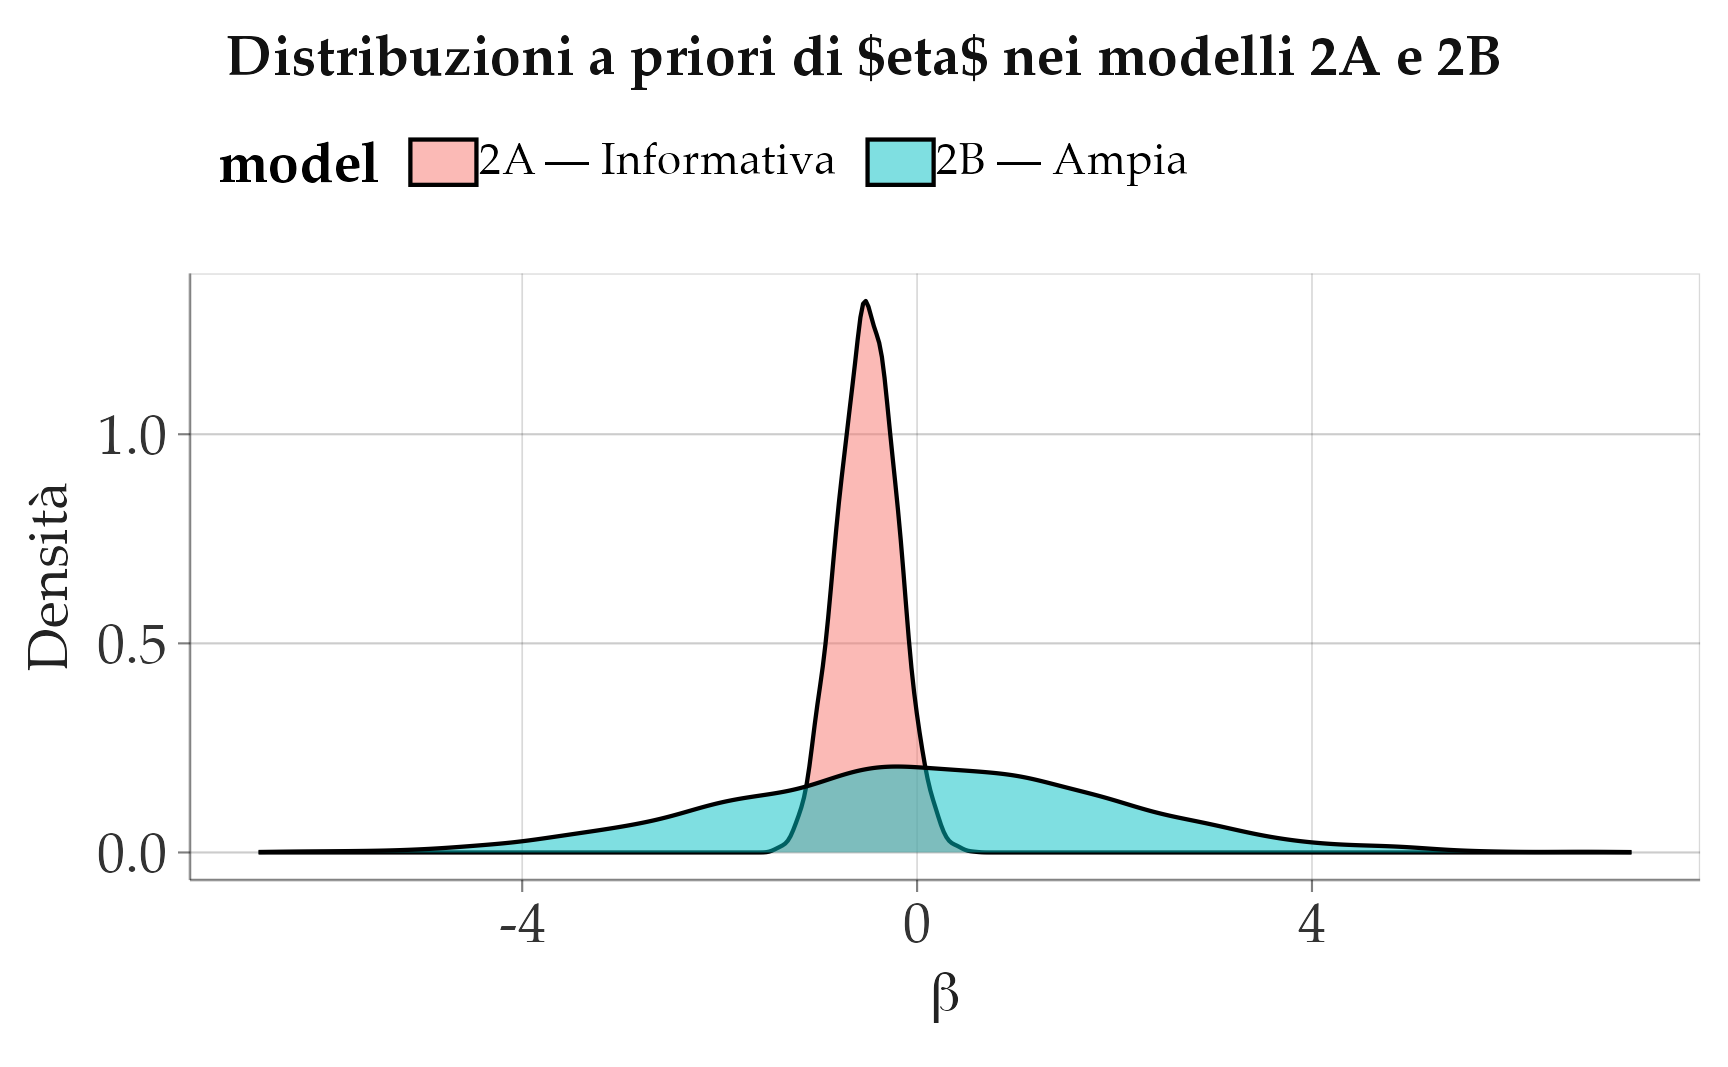 Distribuzioni a priori di $eta$ nei modelli 2A e 2B
model 2A — Informativa 2B — Ampia
Densità
1.0
0.5
0.0
-4 0 4
β